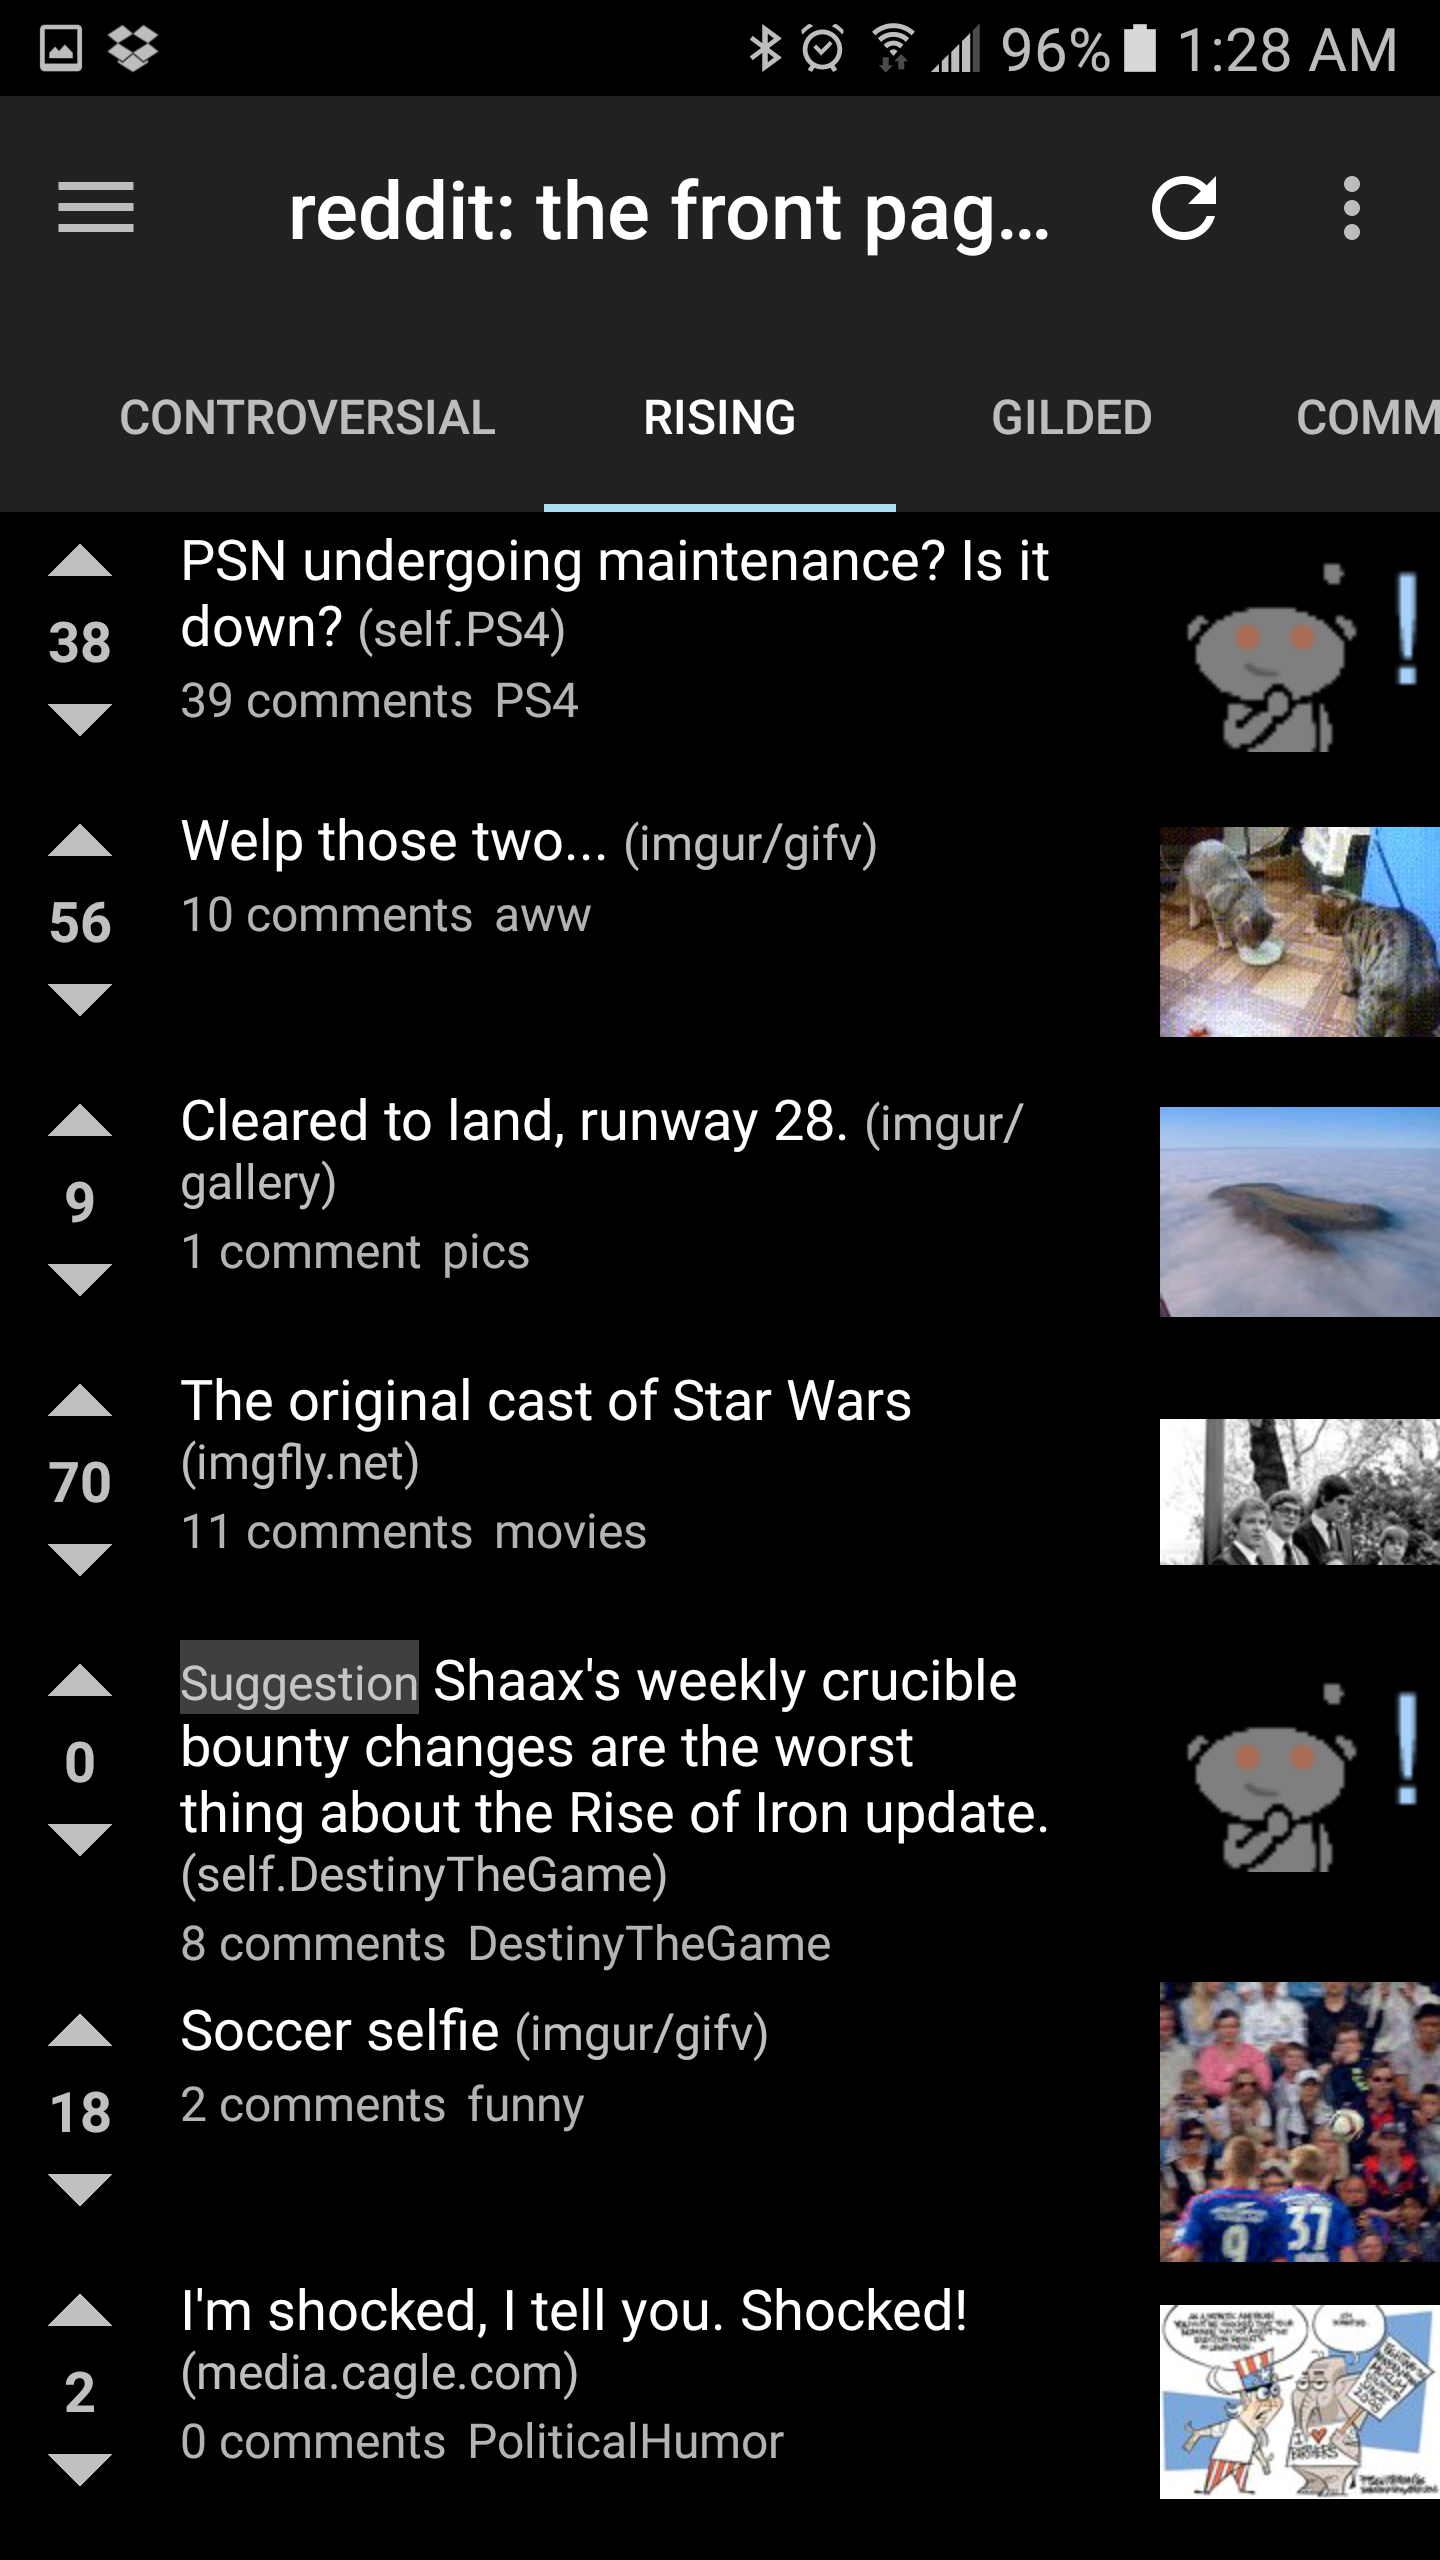 96% 1:28 AM
reddit: the front pag...
CONTROVERSIAL RISING GILDED COMM
PSN undergoing maintenance? Is it
down? (self.PS4)
38
39 comments PS4
Welp those two... (imgur/gifv)
56
10 comments aww
Cleared to land, runway 28. (imgur/
gallery)
9
1 comment pics
The original cast of Star Wars
(imgfly.net)
70
11 comments movies
Suggestion Shaax's weekly crucible
bounty changes are the worst
0
thing about the Rise of Iron update.
(self.DestinyTheGame)
8 comments DestinyTheGame
Soccer selfie (imgur/gifv)
18
2 comments funny
9 37
I'm shocked, I tell you. Shocked!
(media.cagle.com)
2
0 comments PoliticalHumor